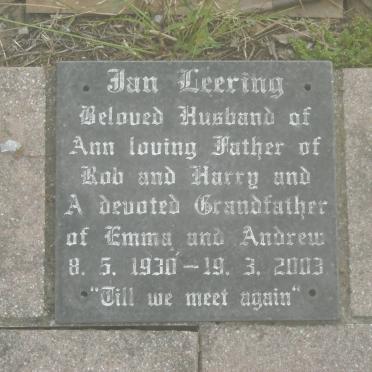 Jan Leering
Beloved Husband of
Ann loving Father of
Rob and Harry and
A devoted Grandfather
of Emma and Andrew
8. 5. 1930 – 19. 3. 2003
"Till we meet again"